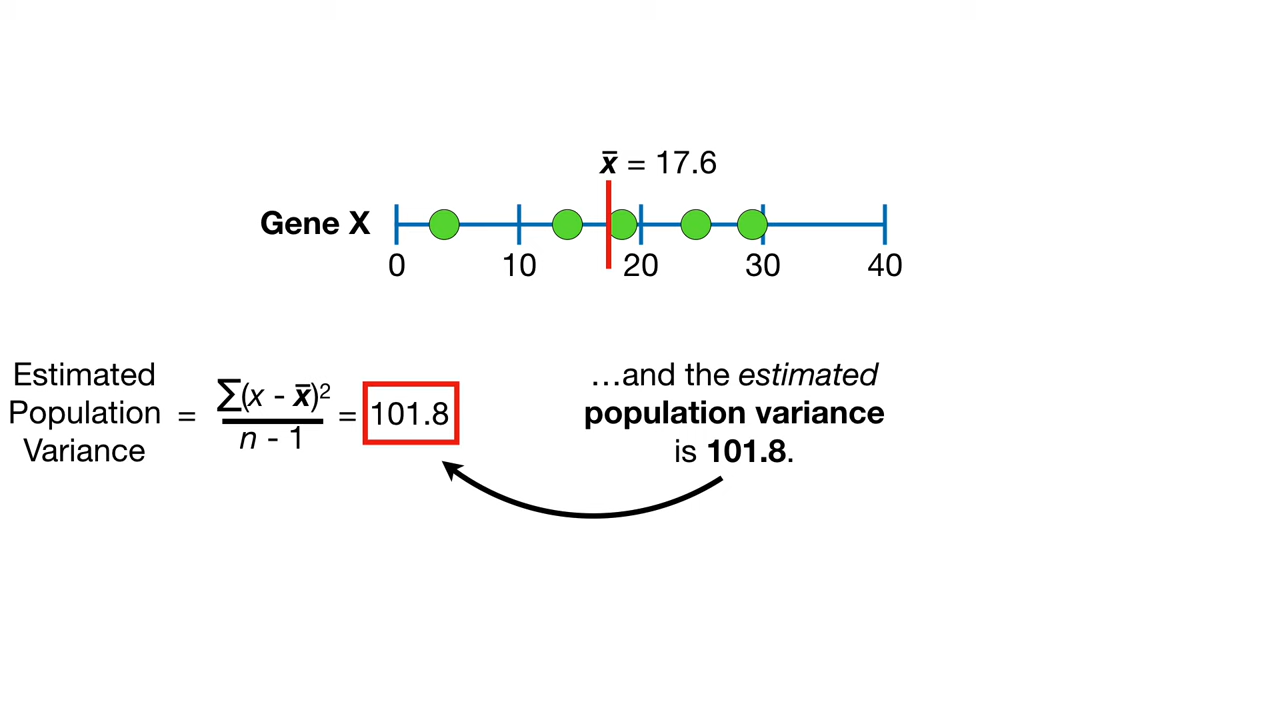 x̄ = 17.6
Gene X
0 10 20 30 40
Estimated
Population
Variance
= ∑(x - x̄)²
n - 1
= 101.8
…and the estimated
population variance
is 101.8.